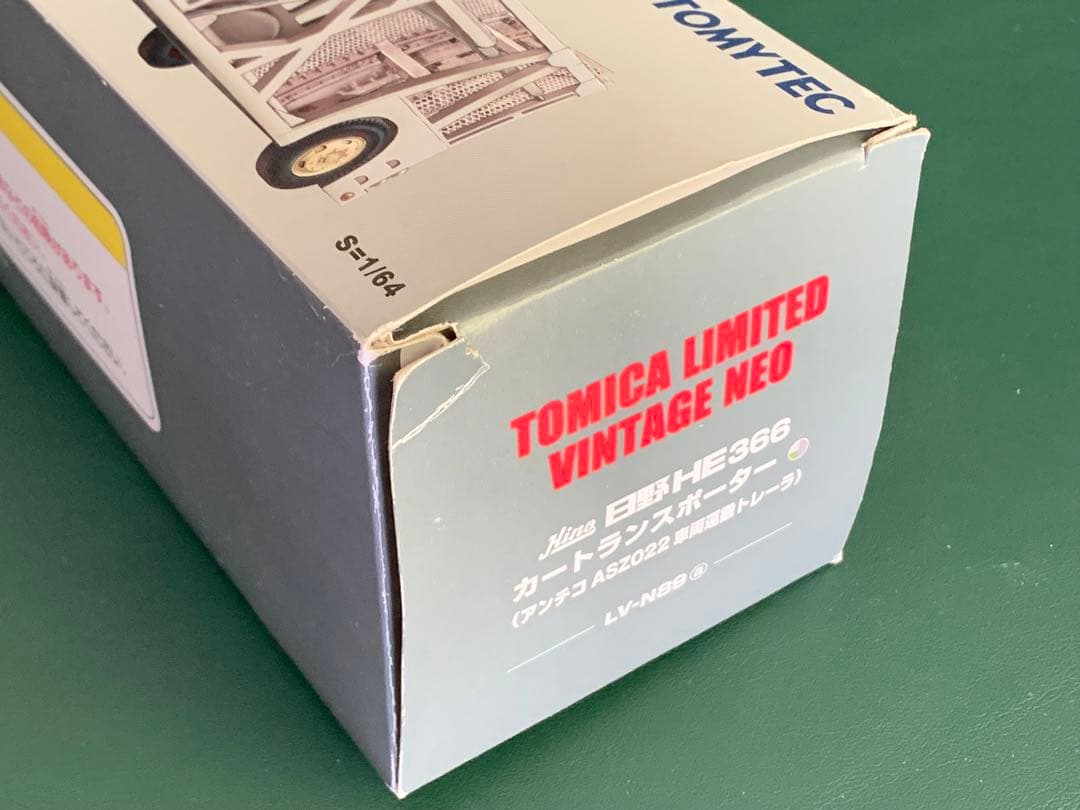 TOMYTEC
S=1/64
TOMICA LIMITED
VINTAGE NEO
Hino 日野HE366
カートランスポーター
(アンチコ ASZ022 車両運搬トレーラ)
LV-N89 ⓐ